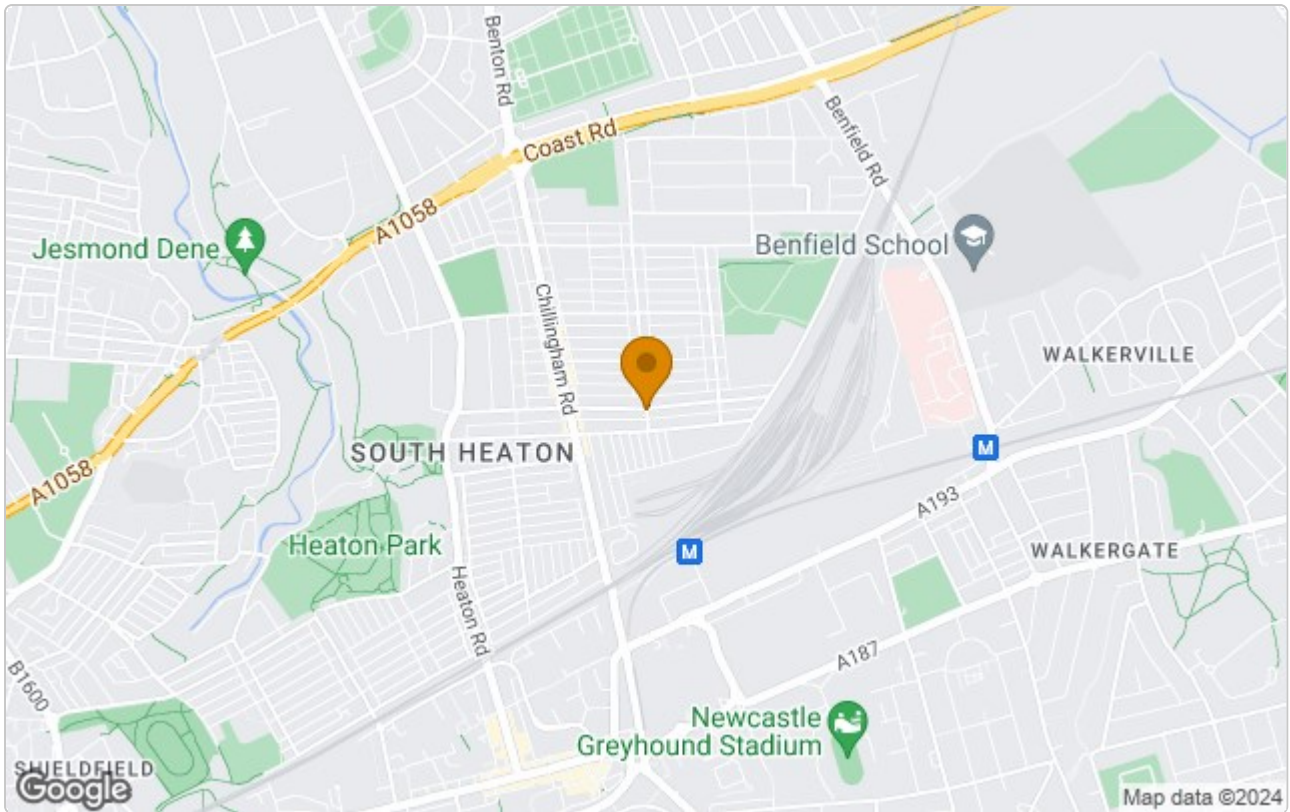 Benton Rd
Coast Rd
Benfield Rd
A1058
Jesmond Dene
Benfield School
Chillingham Rd
WALKERVILLE
SOUTH HEATON
A1058
A193
Heaton Park
M
M
WALKERGATE
Heaton Rd
A187
B1600
Newcastle
Greyhound Stadium
SHIELDFIELD
Google
Map data ©2024